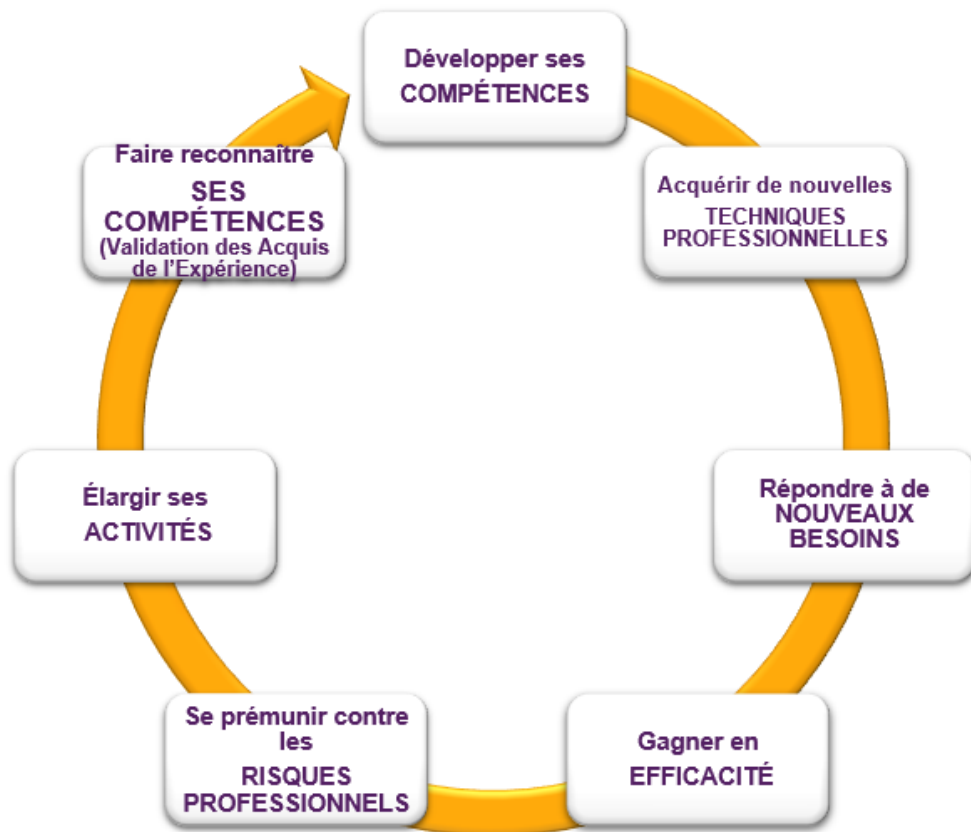 Développer ses
COMPÉTENCES
Acquérir de nouvelles
TECHNIQUES
PROFESSIONNELLES
Répondre à de
NOUVEAUX
BESOINS
Gagner en
EFFICACITÉ
Se prémunir contre
les
RISQUES
PROFESSIONNELS
Élargir ses
ACTIVITÉS
Faire reconnaître
SES
COMPÉTENCES
(Validation des Acquis
de l'Expérience)